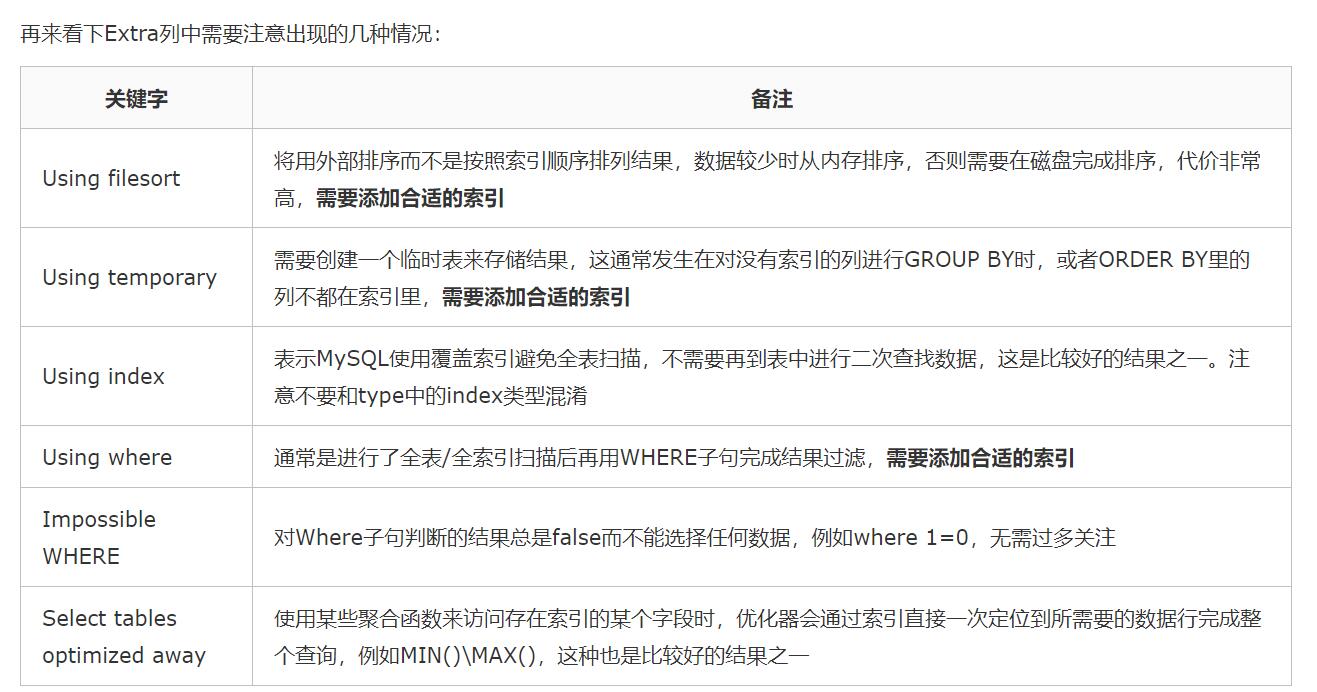 再来看下Extra列中需要注意出现的几种情况：
关键字
备注
Using filesort
将用外部排序而不是按照索引顺序排列结果，数据较少时从内存排序，否则需要在磁盘完成排序，代价非常
高，需要添加合适的索引
Using temporary
需要创建一个临时表来存储结果，这通常发生在对没有索引的列进行GROUP BY时，或者ORDER BY里的
列不都在索引里，需要添加合适的索引
Using index
表示MySQL使用覆盖索引避免全表扫描，不需要再到表中进行二次查找数据，这是比较好的结果之一。注
意不要和type中的index类型混淆
Using where
通常是进行了全表/全索引扫描后再用WHERE子句完成结果过滤，需要添加合适的索引
Impossible
WHERE
对Where子句判断的结果总是false而不能选择任何数据，例如where 1=0，无需过多关注
Select tables
optimized away
使用某些聚合函数来访问存在索引的某个字段时，优化器会通过索引直接一次定位到所需要的数据行完成整
个查询，例如MIN()\MAX()，这种也是比较好的结果之一